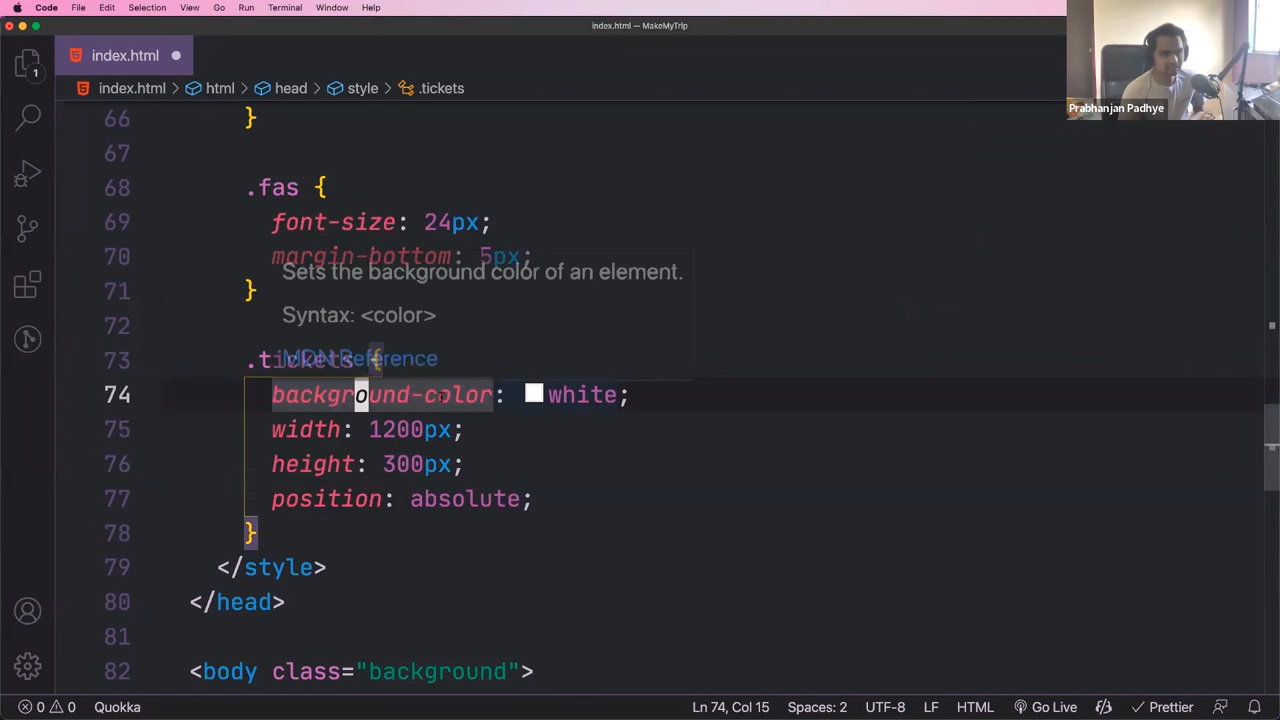 Code File Edit Selection View Go Run Terminal Window Help
index.html — MakeMyTrip
index.html
index.html > html > head > style > .tickets
Prabhanjan Padhye
1
66 }
67
68 .fas {
69 font-size: 24px;
70 margin-bottom: 5px;
Sets the background color of an element.
71 }
Syntax: <color>
72
73 .tickets {
MDN Reference
74 background-color: white;
75 width: 1200px;
76 height: 300px;
77 position: absolute;
78 }
79 </style>
80 </head>
81
82 <body class="background">
0 0 Quokka Ln 74, Col 15 Spaces: 2 UTF-8 LF HTML Go Live Prettier